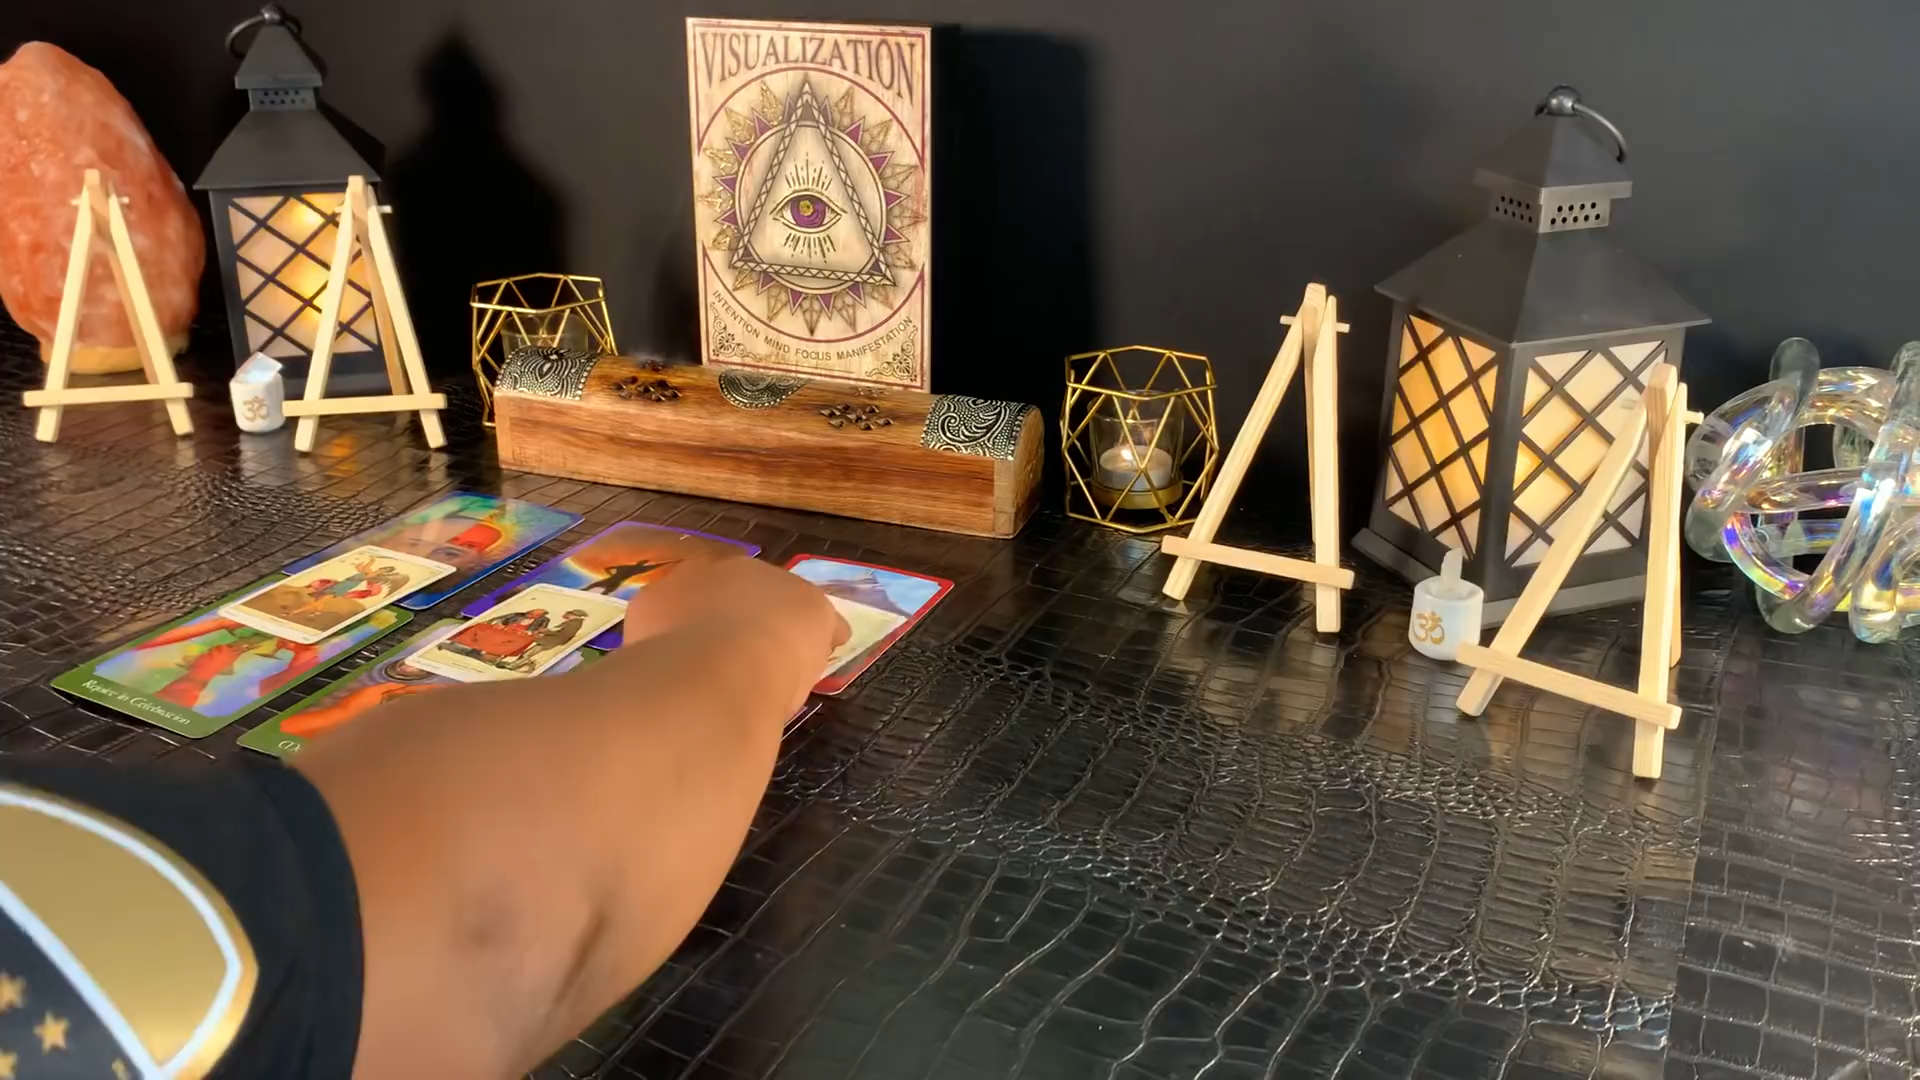 VISUALIZATION
INTENTION MIND FOCUS MANIFESTATION
ॐ
ॐ
Rejoice in Celebration